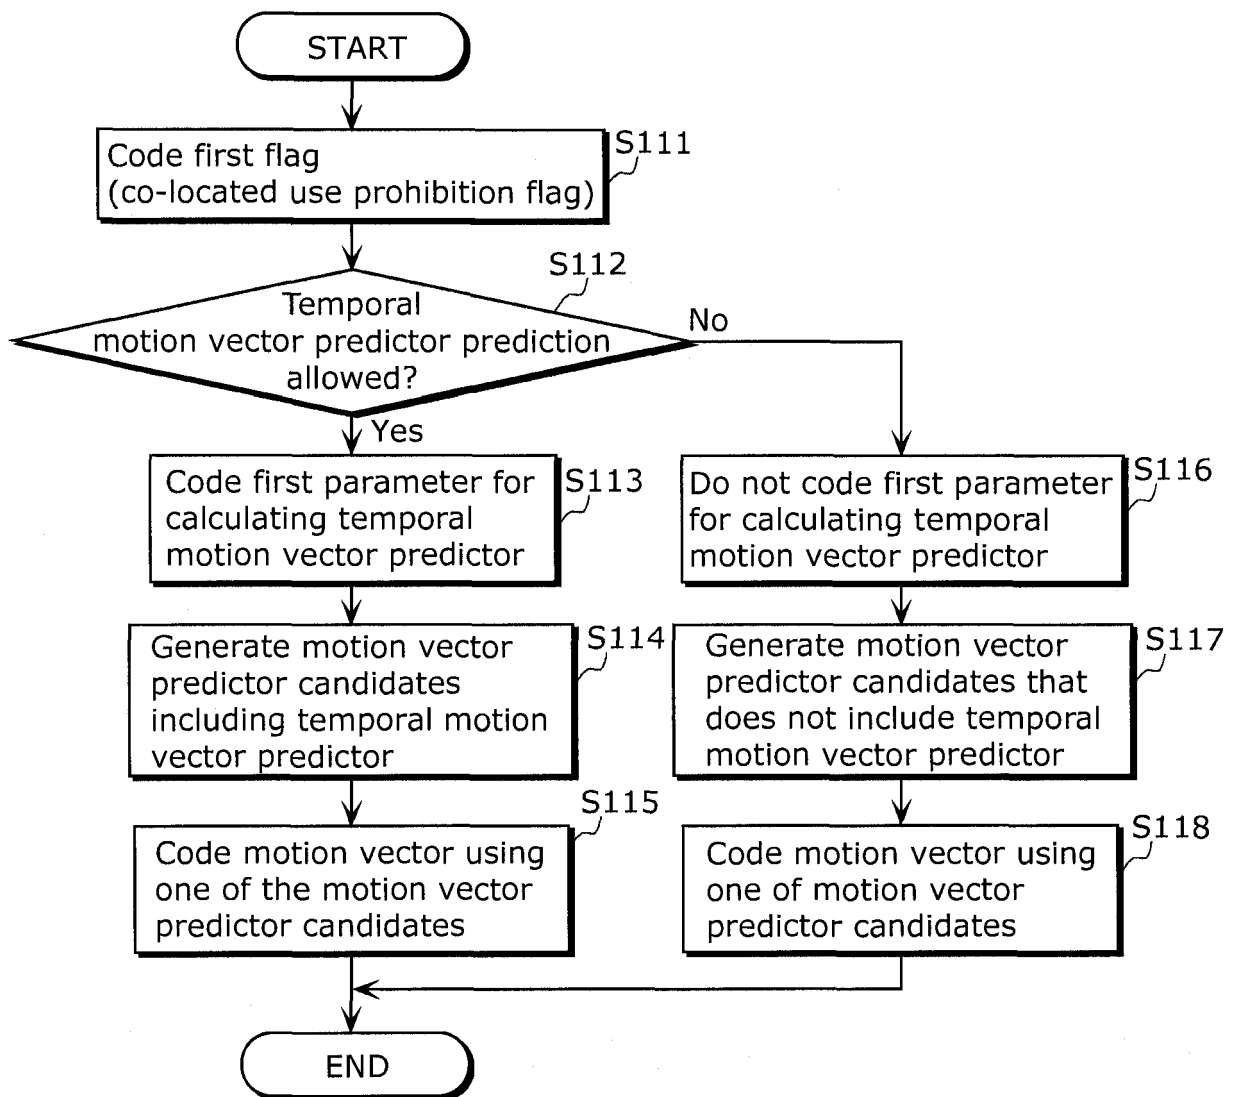 START
Code first flag
(co-located use prohibition flag)
S111
S112
Temporal
motion vector predictor prediction
allowed?
No
Yes
Code first parameter for
calculating temporal
motion vector predictor
S113
Do not code first parameter
for calculating temporal
motion vector predictor
S116
Generate motion vector
predictor candidates
including temporal motion
vector predictor
S114
Generate motion vector
predictor candidates that
does not include temporal
motion vector predictor
S117
Code motion vector using
one of the motion vector
predictor candidates
S115
Code motion vector using
one of motion vector
predictor candidates
S118
END